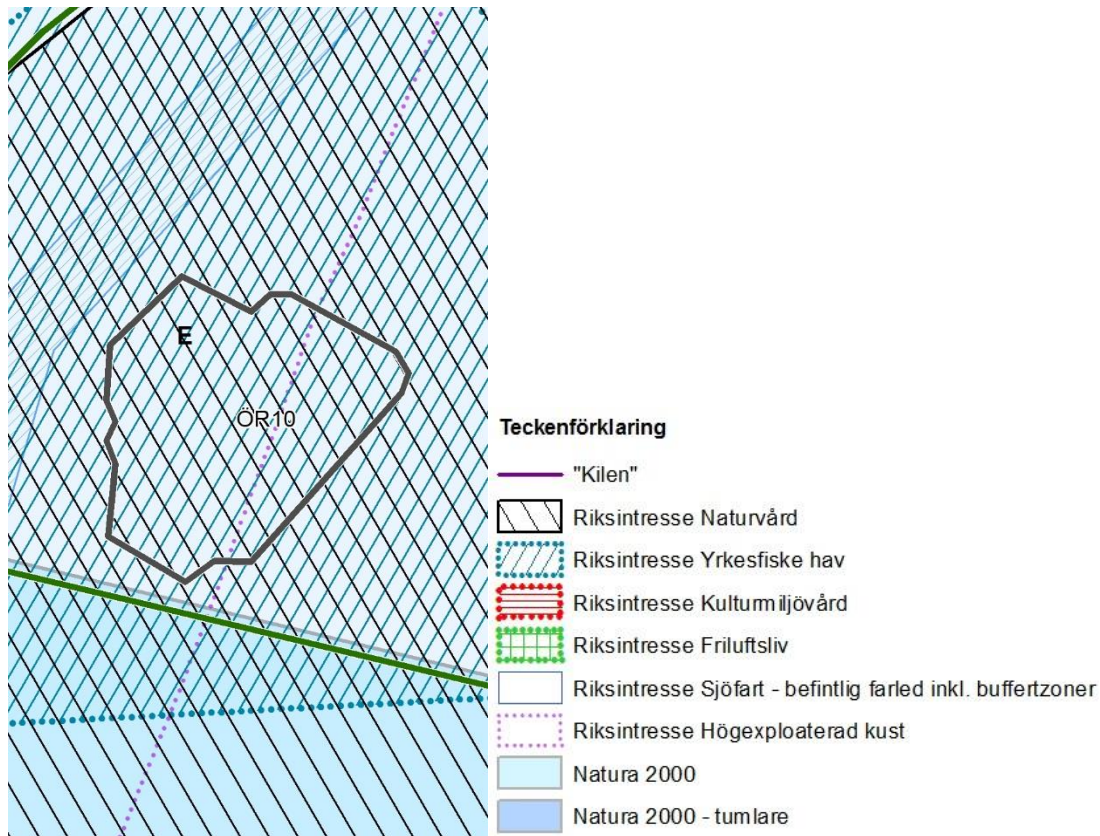 E
ÖR10
Teckenförklaring
"Kilen"
Riksintresse Naturvård
Riksintresse Yrkesfiske hav
Riksintresse Kulturmiljövård
Riksintresse Friluftsliv
Riksintresse Sjöfart - befintlig farled inkl. buffertzoner
Riksintresse Högexploaterad kust
Natura 2000
Natura 2000 - tumlare